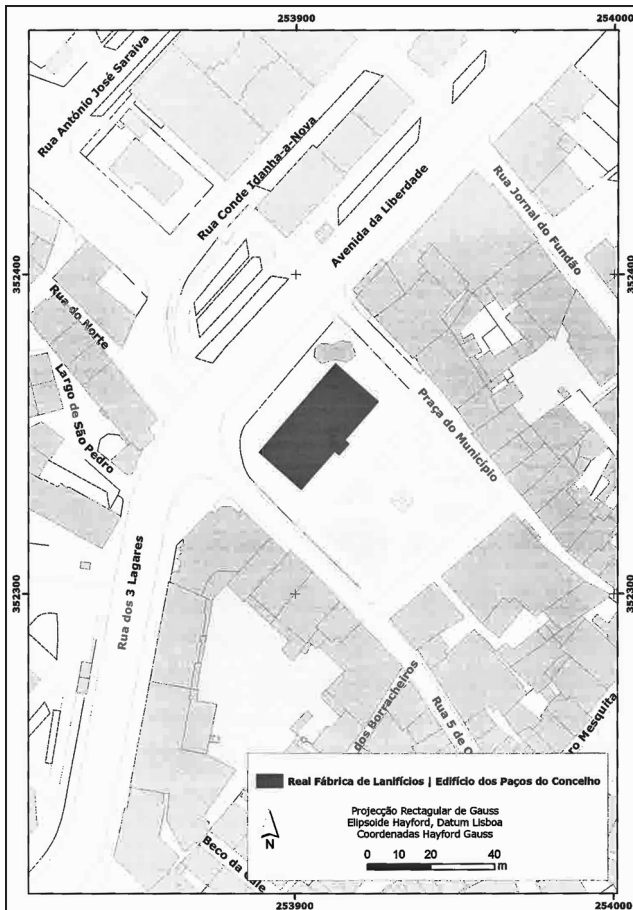 253900
254000
Rua António José Saraiva
Rua Conde Idanha-a-Nova
Avenida da Liberdade
Rua Jornal do Fundão
352400
352400
Rua do Norte
Largo de São Pedro
Praça do Município
Rua dos 3 Lagares
352300
352300
dos Borracheiros
Rua 5 de O
ro Mesquita
Real Fábrica de Lanifícios | Edifício dos Paços do Concelho
Projecção Rectagular de Gauss
Elipsoide Hayford, Datum Lisboa
Coordenadas Hayford Gauss
N
0 10 20 40
m
Beco da
253900
254000